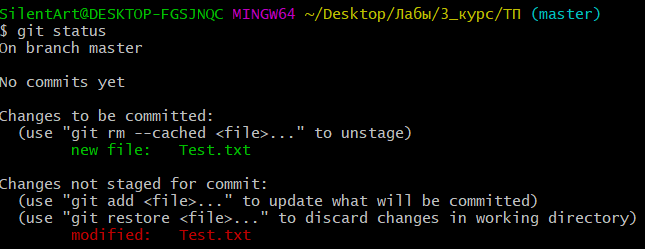 SilentArt@DESKTOP-FGSJNQC MINGW64 ~/Desktop/Лабы/3_курс/ТП (master)
$ git status
On branch master
No commits yet
Changes to be committed:
(use "git rm --cached <file>..." to unstage)
new file: Test.txt
Changes not staged for commit:
(use "git add <file>..." to update what will be committed)
(use "git restore <file>..." to discard changes in working directory)
modified: Test.txt